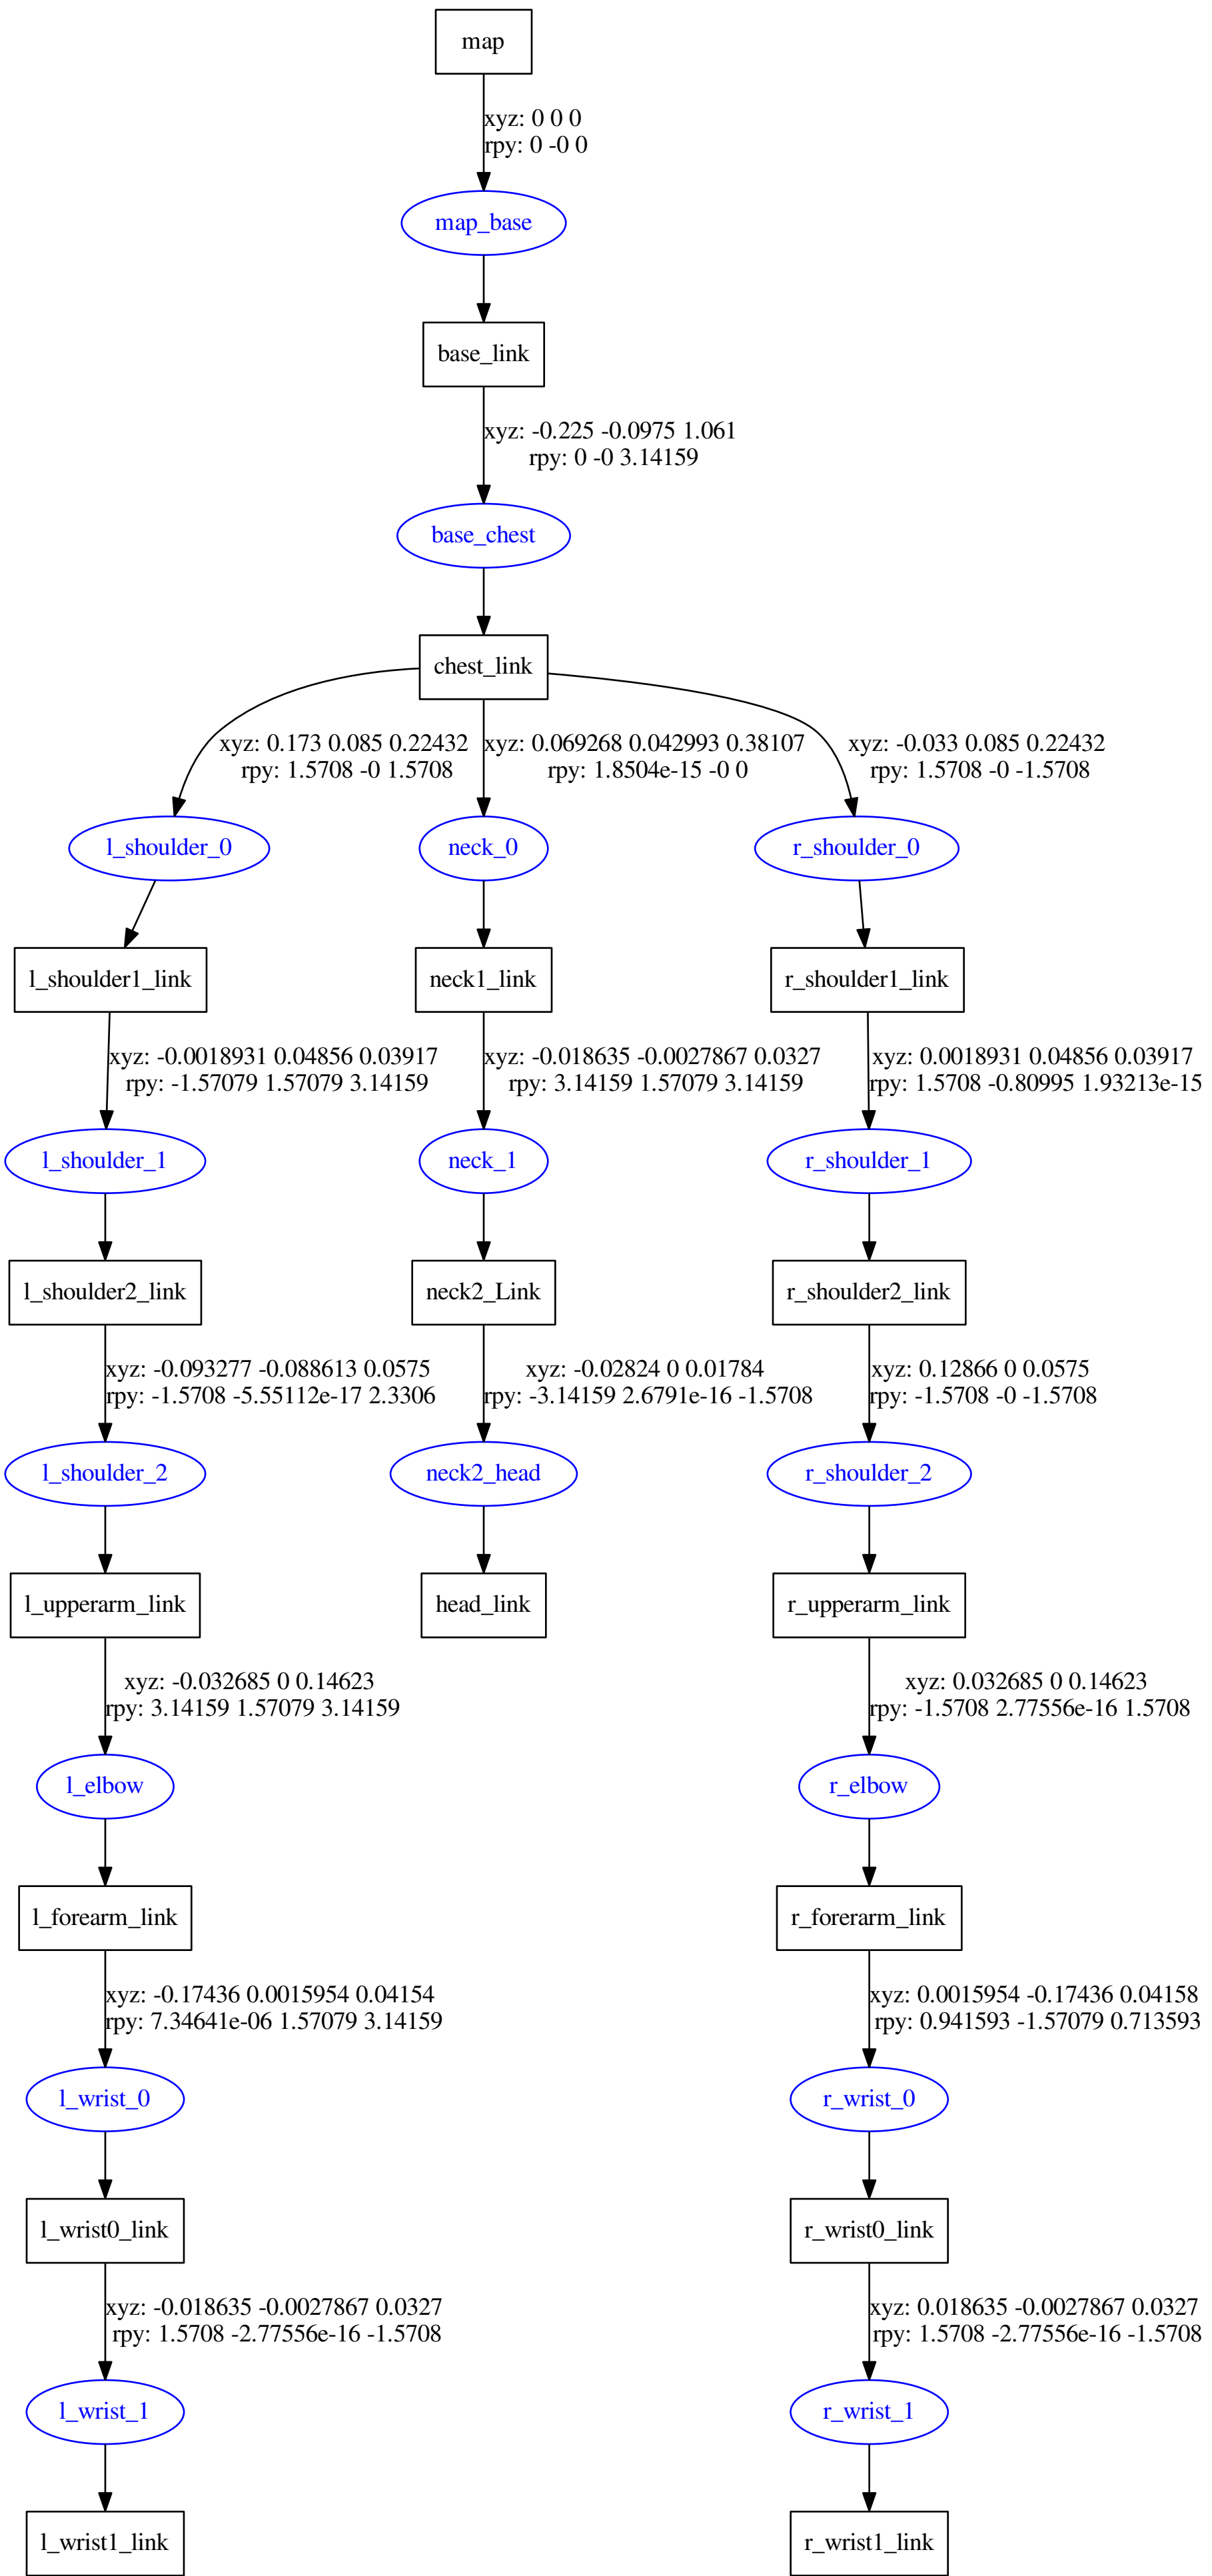 map
xyz: 0 0 0
rpy: 0 -0 0
map_base
base_link
xyz: -0.225 -0.0975 1.061
rpy: 0 -0 3.14159
base_chest
chest_link
xyz: 0.173 0.085 0.22432
rpy: 1.5708 -0 1.5708
xyz: 0.069268 0.042993 0.38107
rpy: 1.8504e-15 -0 0
xyz: -0.033 0.085 0.22432
rpy: 1.5708 -0 -1.5708
l_shoulder_0
neck_0
r_shoulder_0
l_shoulder1_link
neck1_link
r_shoulder1_link
xyz: -0.0018931 0.04856 0.03917
rpy: -1.57079 1.57079 3.14159
xyz: -0.018635 -0.0027867 0.0327
rpy: 3.14159 1.57079 3.14159
xyz: 0.0018931 0.04856 0.03917
rpy: 1.5708 -0.80995 1.93213e-15
l_shoulder_1
neck_1
r_shoulder_1
l_shoulder2_link
neck2_Link
r_shoulder2_link
xyz: -0.093277 -0.088613 0.0575
rpy: -1.5708 -5.55112e-17 2.3306
xyz: -0.02824 0 0.01784
rpy: -3.14159 2.6791e-16 -1.5708
xyz: 0.12866 0 0.0575
rpy: -1.5708 -0 -1.5708
l_shoulder_2
neck2_head
r_shoulder_2
l_upperarm_link
head_link
r_upperarm_link
xyz: -0.032685 0 0.14623
rpy: 3.14159 1.57079 3.14159
xyz: 0.032685 0 0.14623
rpy: -1.5708 2.77556e-16 1.5708
l_elbow
r_elbow
l_forearm_link
r_forerarm_link
xyz: -0.17436 0.0015954 0.04154
rpy: 7.34641e-06 1.57079 3.14159
xyz: 0.0015954 -0.17436 0.04158
rpy: 0.941593 -1.57079 0.713593
l_wrist_0
r_wrist_0
l_wrist0_link
r_wrist0_link
xyz: -0.018635 -0.0027867 0.0327
rpy: 1.5708 -2.77556e-16 -1.5708
xyz: 0.018635 -0.0027867 0.0327
rpy: 1.5708 -2.77556e-16 -1.5708
l_wrist_1
r_wrist_1
l_wrist1_link
r_wrist1_link